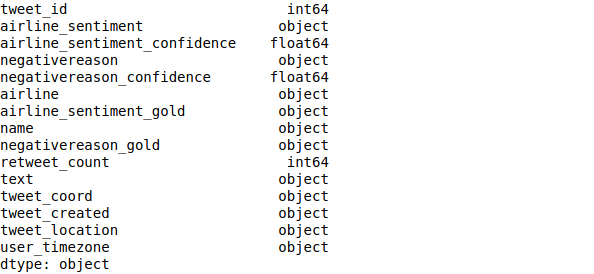 tweet_id int64
airline_sentiment object
airline_sentiment_confidence float64
negativereason object
negativereason_confidence float64
airline object
airline_sentiment_gold object
name object
negativereason_gold object
retweet_count int64
text object
tweet_coord object
tweet_created object
tweet_location object
user_timezone object
dtype: object